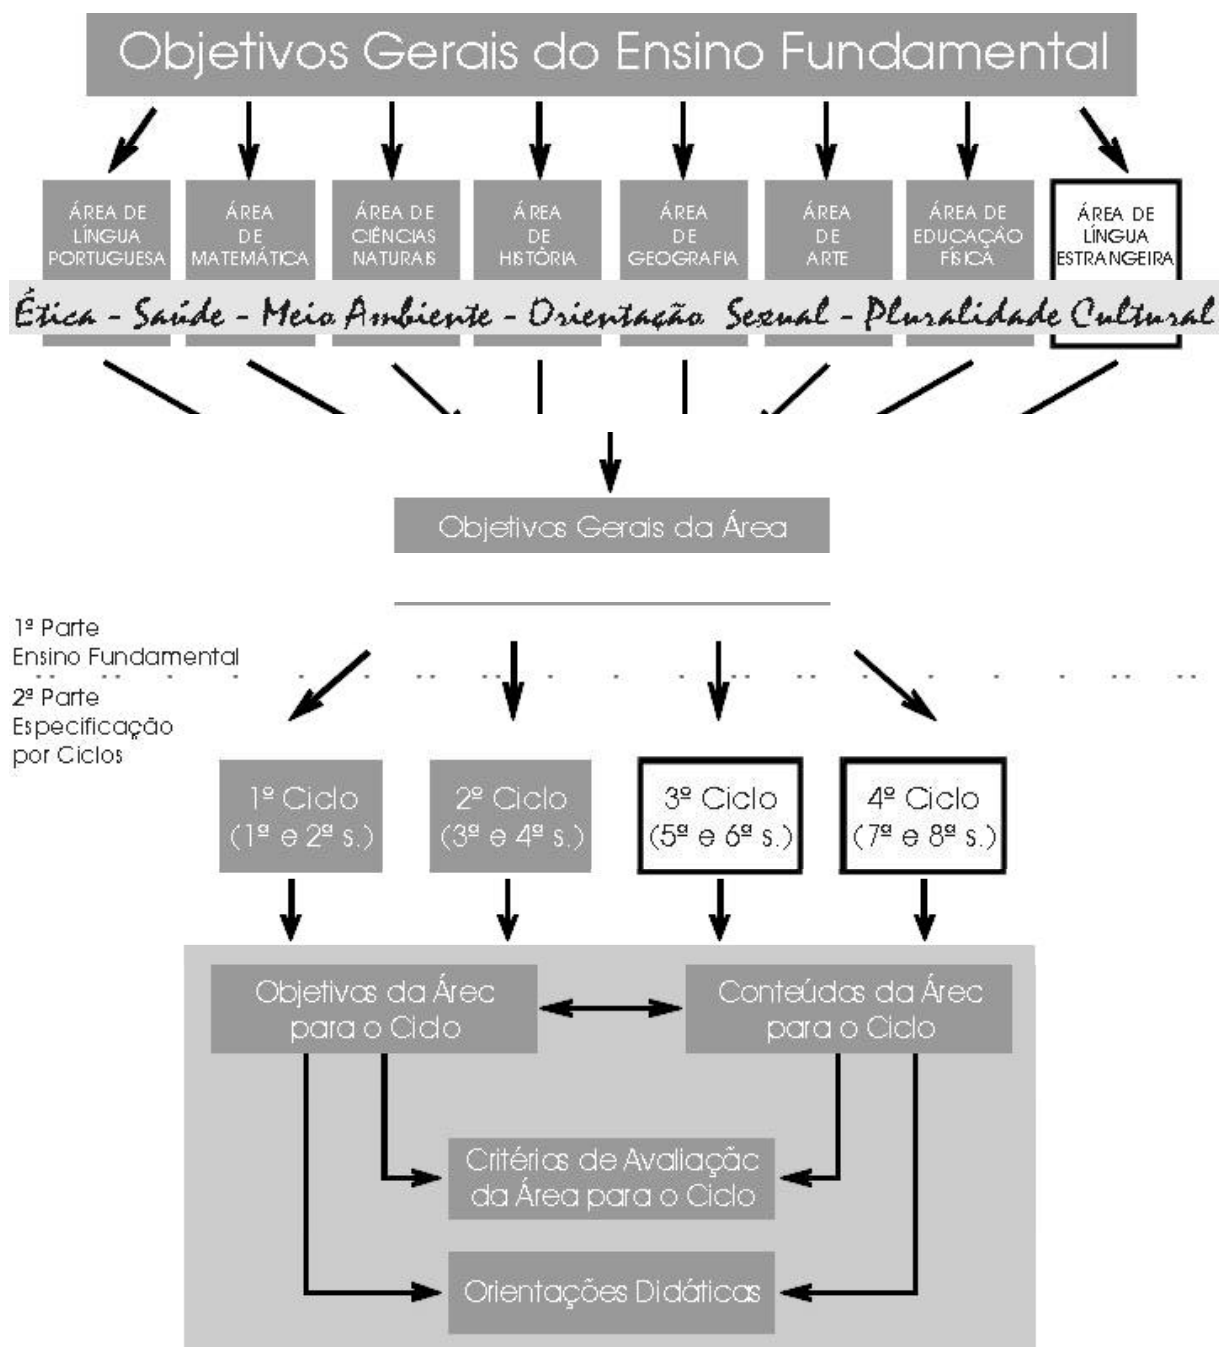 Objetivos Gerais do Ensino Fundamental
ÁREA DE
LÍNGUA
PORTUGUESA
ÁREA
DE
MATEMÁTICA
ÁREA DE
CIÊNCIAS
NATURAIS
ÁREA
DE
HISTÓRIA
ÁREA
DE
GEOGRAFIA
ÁREA
DE
ARTE
ÁREA DE
EDUCAÇÃO
FÍSICA
ÁREA DE
LÍNGUA
ESTRANGEIRA
Ética - Saúde - Meio Ambiente - Orientação Sexual - Pluralidade Cultural
Objetivos Gerais da Área
1ª Parte
Ensino Fundamental
2ª Parte
Especificação
por Ciclos
1º Ciclo
(1ª e 2ª s.)
2º Ciclo
(3ª e 4ª s.)
3º Ciclo
(5ª e 6ª s.)
4º Ciclo
(7ª e 8ª s.)
Objetivos da Área
para o Ciclo
Conteúdos da Área
para o Ciclo
Critérios de Avaliação
da Área para o Ciclo
Orientações Didáticas